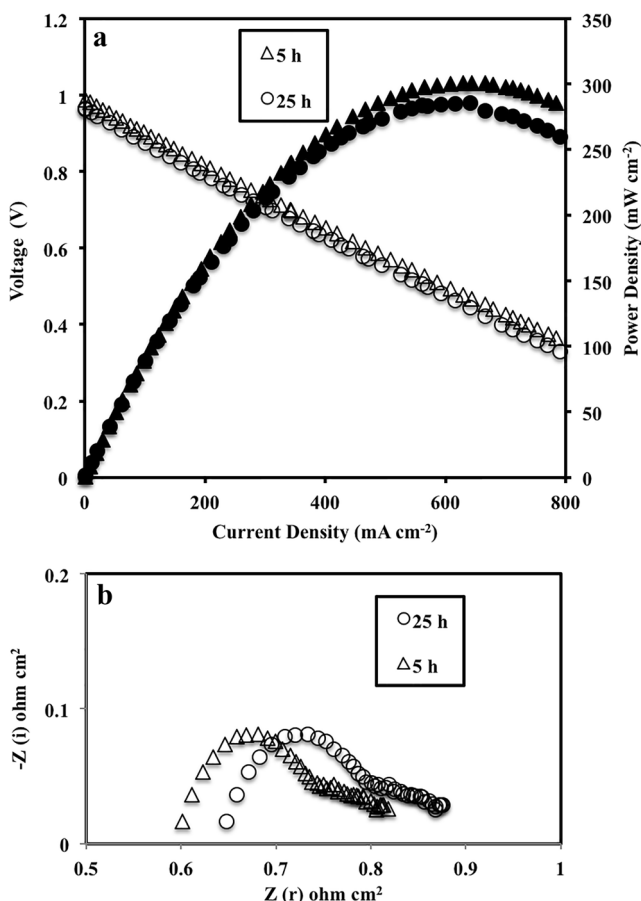 a
5 h
25 h
1.2
1
0.8
0.6
0.4
0.2
0
Voltage (V)
350
300
250
200
150
100
50
0
Power Density (mW cm-2)
0 200 400 600 800
Current Density (mA cm-2)
b
25 h
5 h
0.2
0.1
0
-Z (i) ohm cm2
0.5 0.6 0.7 0.8 0.9 1
Z (r) ohm cm2